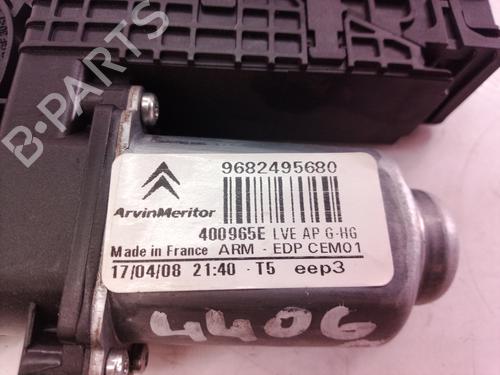 B-PARTS
9682495680
ArvinMeritor
400965E LVE AP G-HG
Made in France ARM - EDP CEM01
17/04/08 21:40 - T5 eep3
4406